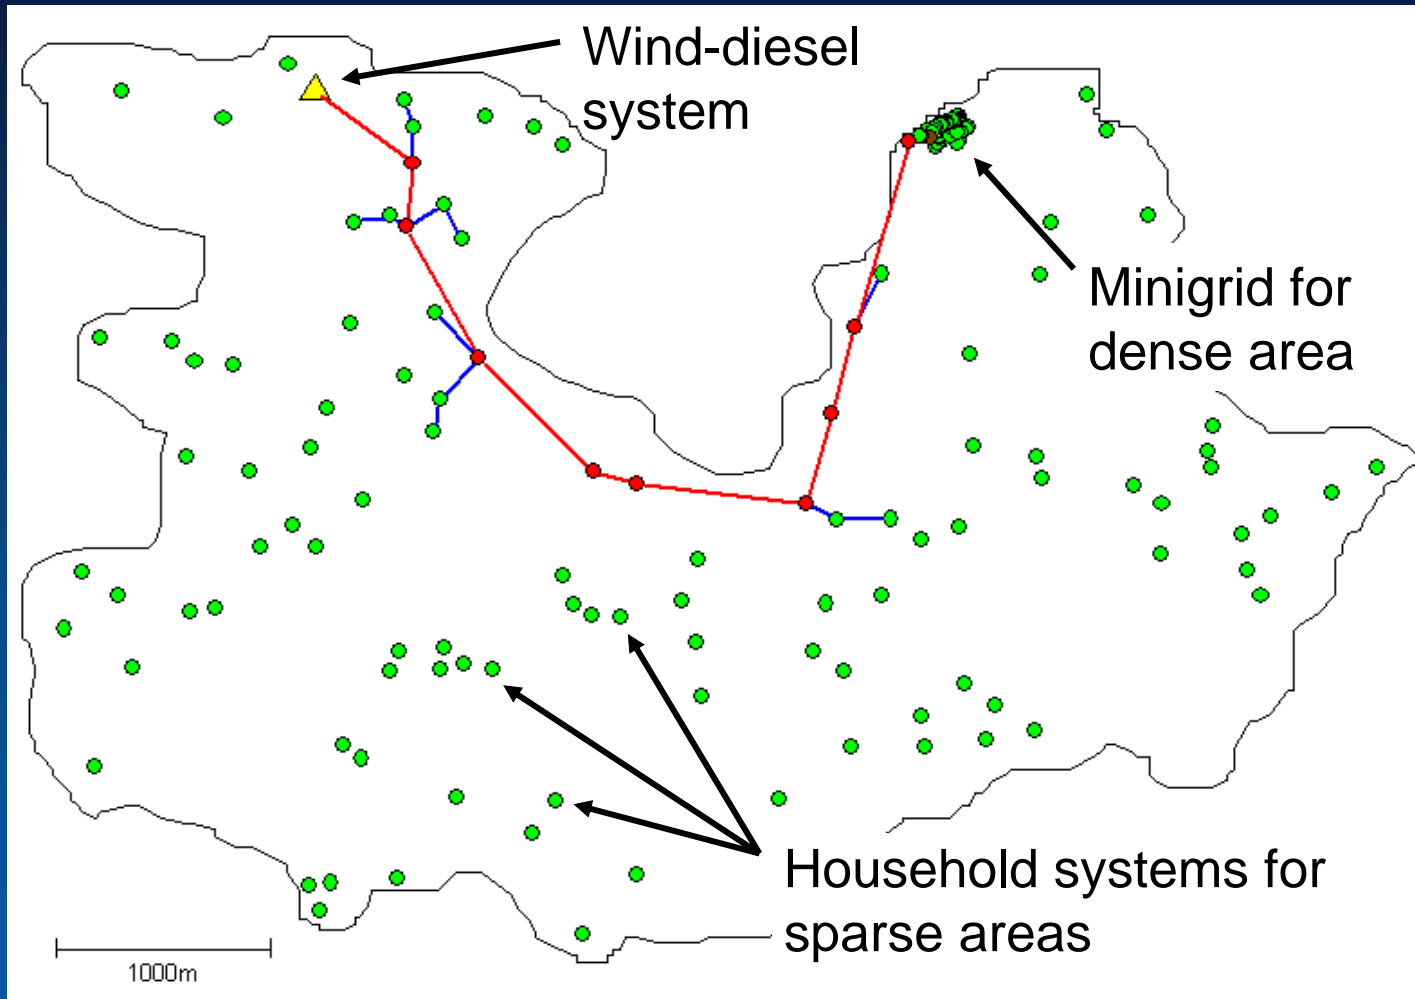 Wind-diesel
system
Minigrid for
dense area
Household systems for
sparse areas
1000m